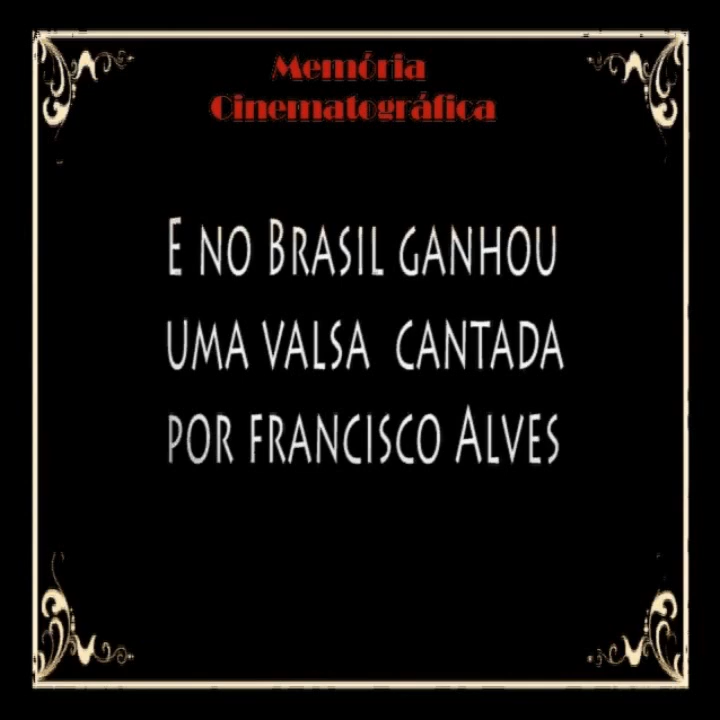 Memória
Cinematográfica
E NO BRASIL GANHOU
UMA VALSA CANTADA
POR FRANCISCO ALVES